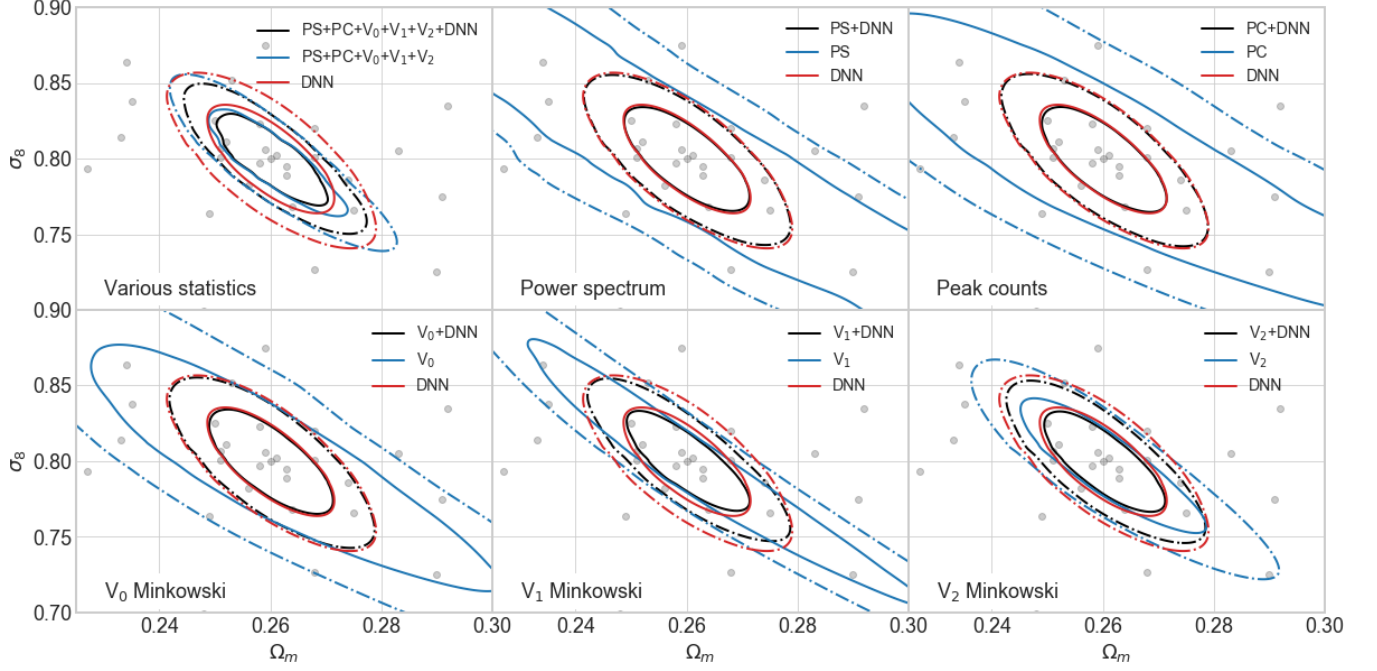 0.90
0.85
0.80
0.75
σ₈
PS+PC+V₀+V₁+V₂+DNN
PS+PC+V₀+V₁+V₂
DNN
Various statistics
PS+DNN
PS
DNN
Power spectrum
PC+DNN
PC
DNN
Peak counts
0.90
0.85
0.80
0.75
0.70
σ₈
V₀+DNN
V₀
DNN
V₀ Minkowski
V₁+DNN
V₁
DNN
V₁ Minkowski
V₂+DNN
V₂
DNN
V₂ Minkowski
0.24 0.26 0.28 0.30
0.24 0.26 0.28 0.30
0.24 0.26 0.28 0.30
Ωₘ
Ωₘ
Ωₘ